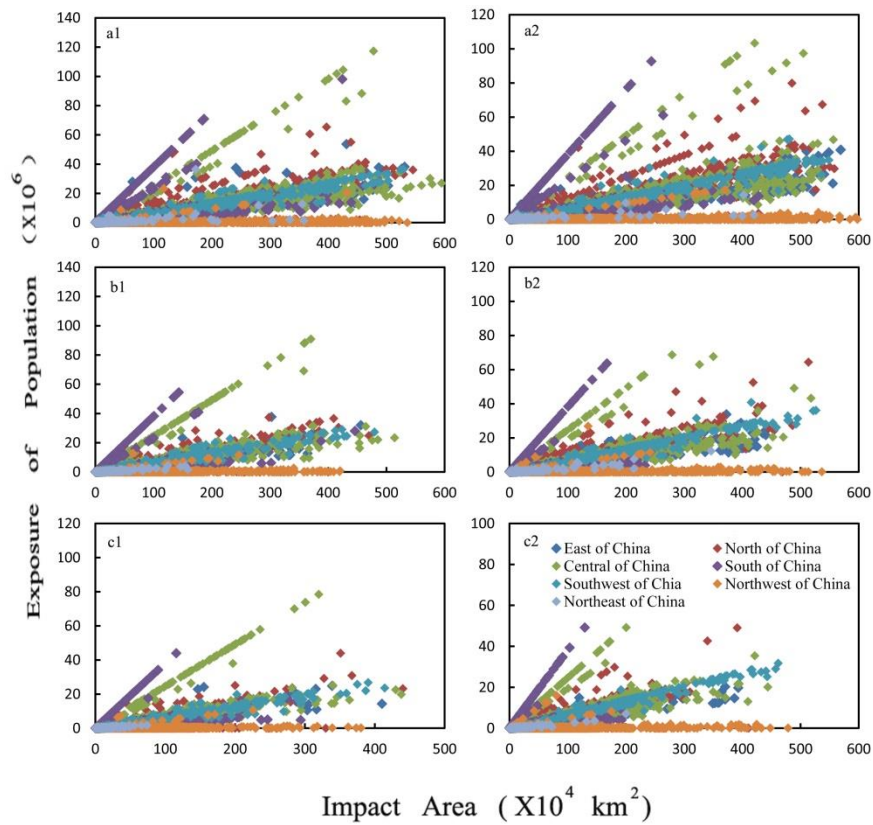 a1
140
120
100
80
60
40
20
0
0 100 200 300 400 500 600
a2
120
100
80
60
40
20
0
0 100 200 300 400 500 600
b1
140
120
100
80
60
40
20
0
0 100 200 300 400 500 600
b2
120
100
80
60
40
20
0
0 100 200 300 400 500 600
c1
120
100
80
60
40
20
0
0 100 200 300 400 500
c2
100
80
60
40
20
0
0 100 200 300 400 500 600
East of China North of China
Central of China South of China
Southwest of Chia Northwest of China
Northeast of China
Exposure of Population (X10⁶)
Impact Area (X10⁴ km²)